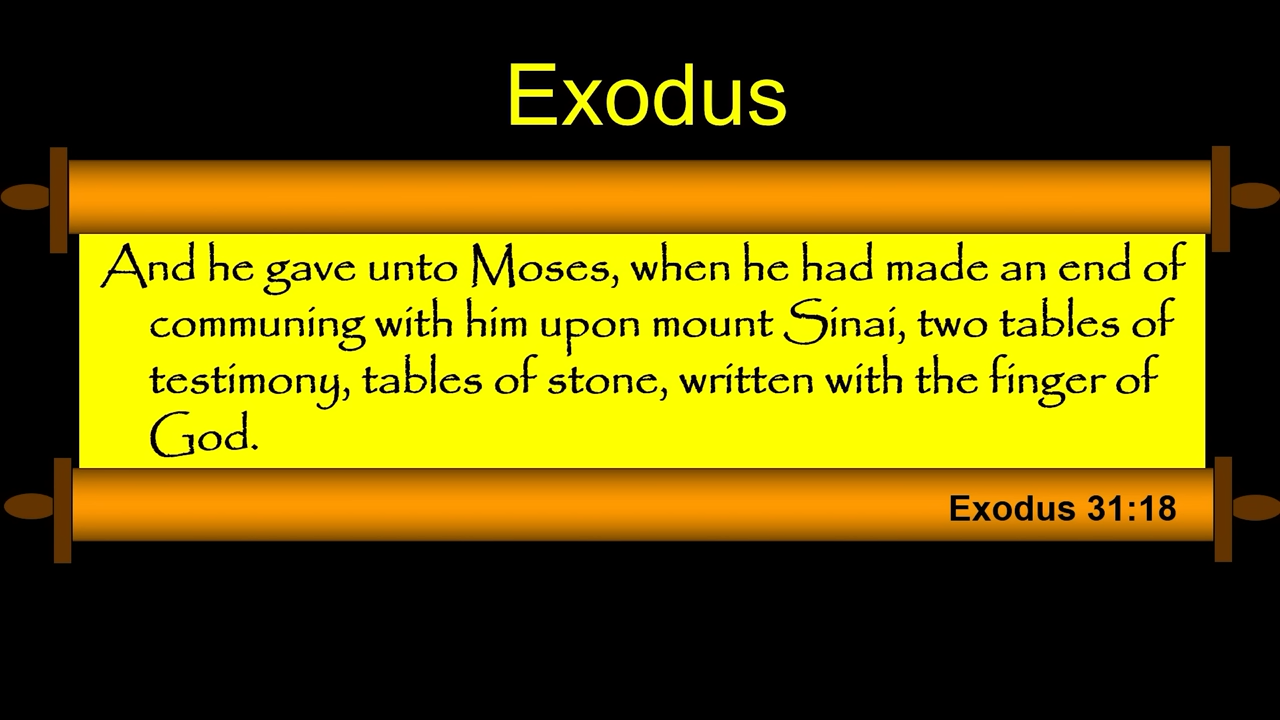 Exodus
And he gave unto Moses, when he had made an end of
communing with him upon mount Sinai, two tables of
testimony, tables of stone, written with the finger of
God.
Exodus 31:18